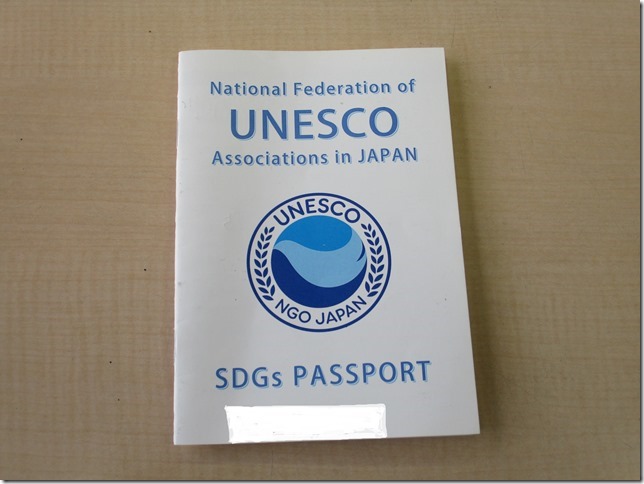 National Federation of
UNESCO
Associations in JAPAN
UNESCO
NGO JAPAN
SDGs PASSPORT